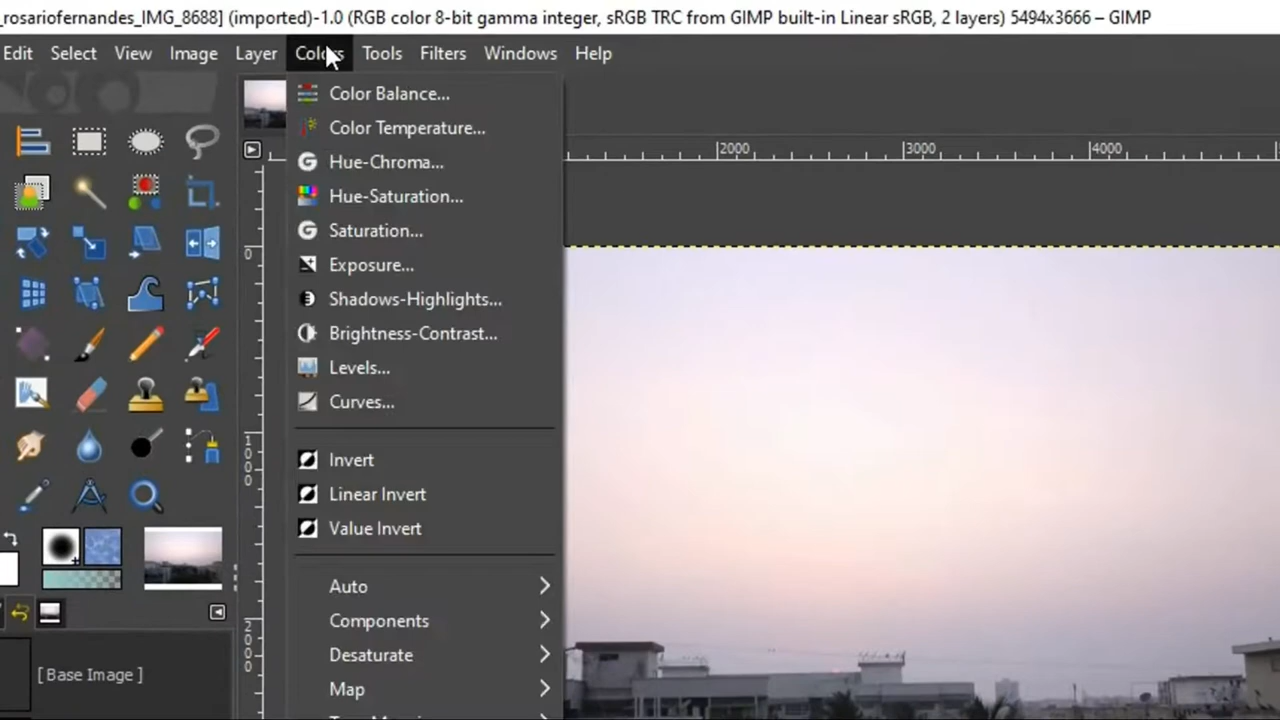 _rosariofernandes_IMG_8688] (imported)-1.0 (RGB color 8-bit gamma integer, sRGB TRC from GIMP built-in Linear sRGB, 2 layers) 5494x3666 – GIMP
Edit Select View Image Layer Colors Tools Filters Windows Help
Color Balance...
Color Temperature...
Hue-Chroma...
Hue-Saturation...
Saturation...
Exposure...
Shadows-Highlights...
Brightness-Contrast...
Levels...
Curves...
Invert
Linear Invert
Value Invert
Auto
Components
Desaturate
Map
2000 3000 4000
0
1000
2000
[ Base Image ]